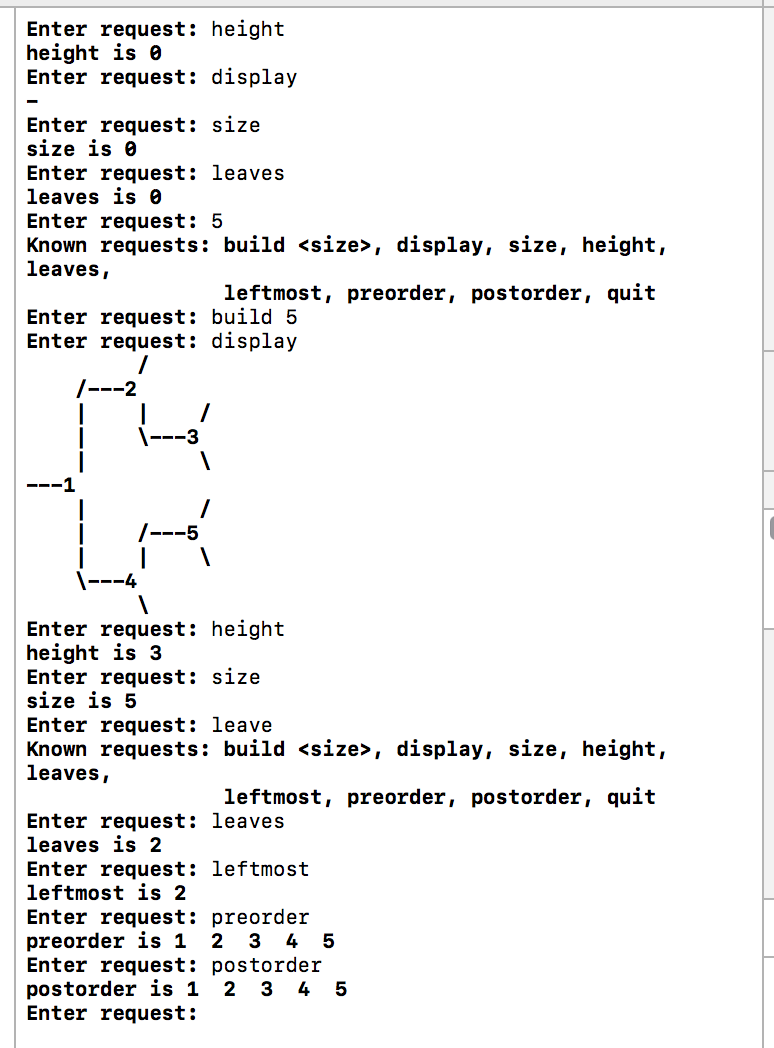 Enter request: height
height is 0
Enter request: display
-
Enter request: size
size is 0
Enter request: leaves
leaves is 0
Enter request: 5
Known requests: build <size>, display, size, height,
leaves,
                leftmost, preorder, postorder, quit
Enter request: build 5
Enter request: display
         /
    /---2
    |    |    /
    |    \---3
    |         \
---1
    |         /
    |    /---5
    |    |    \
    \---4
         \
Enter request: height
height is 3
Enter request: size
size is 5
Enter request: leave
Known requests: build <size>, display, size, height,
leaves,
                leftmost, preorder, postorder, quit
Enter request: leaves
leaves is 2
Enter request: leftmost
leftmost is 2
Enter request: preorder
preorder is 1  2  3  4  5
Enter request: postorder
postorder is 1  2  3  4  5
Enter request: